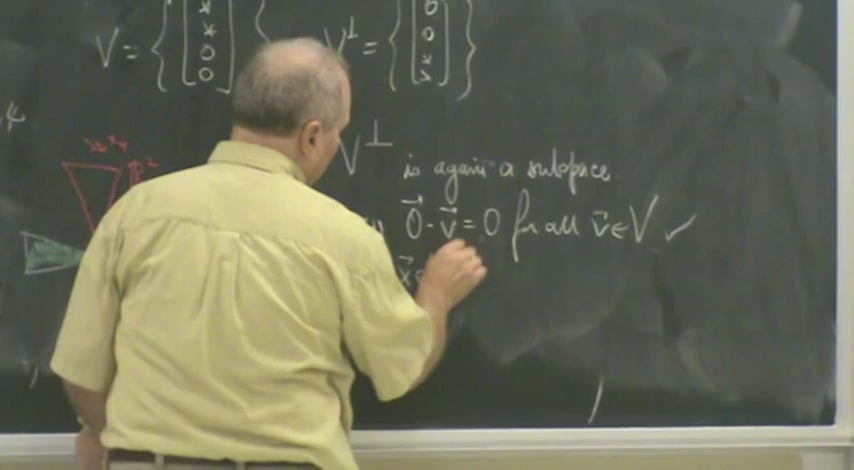 V = { [ * * 0 0 ] } V⊥ = { [ 0 0 * * ] }
V⊥ is again a subspace.
0⃗ · v⃗ = 0 for all v⃗ ∈ V ✓
x⃗